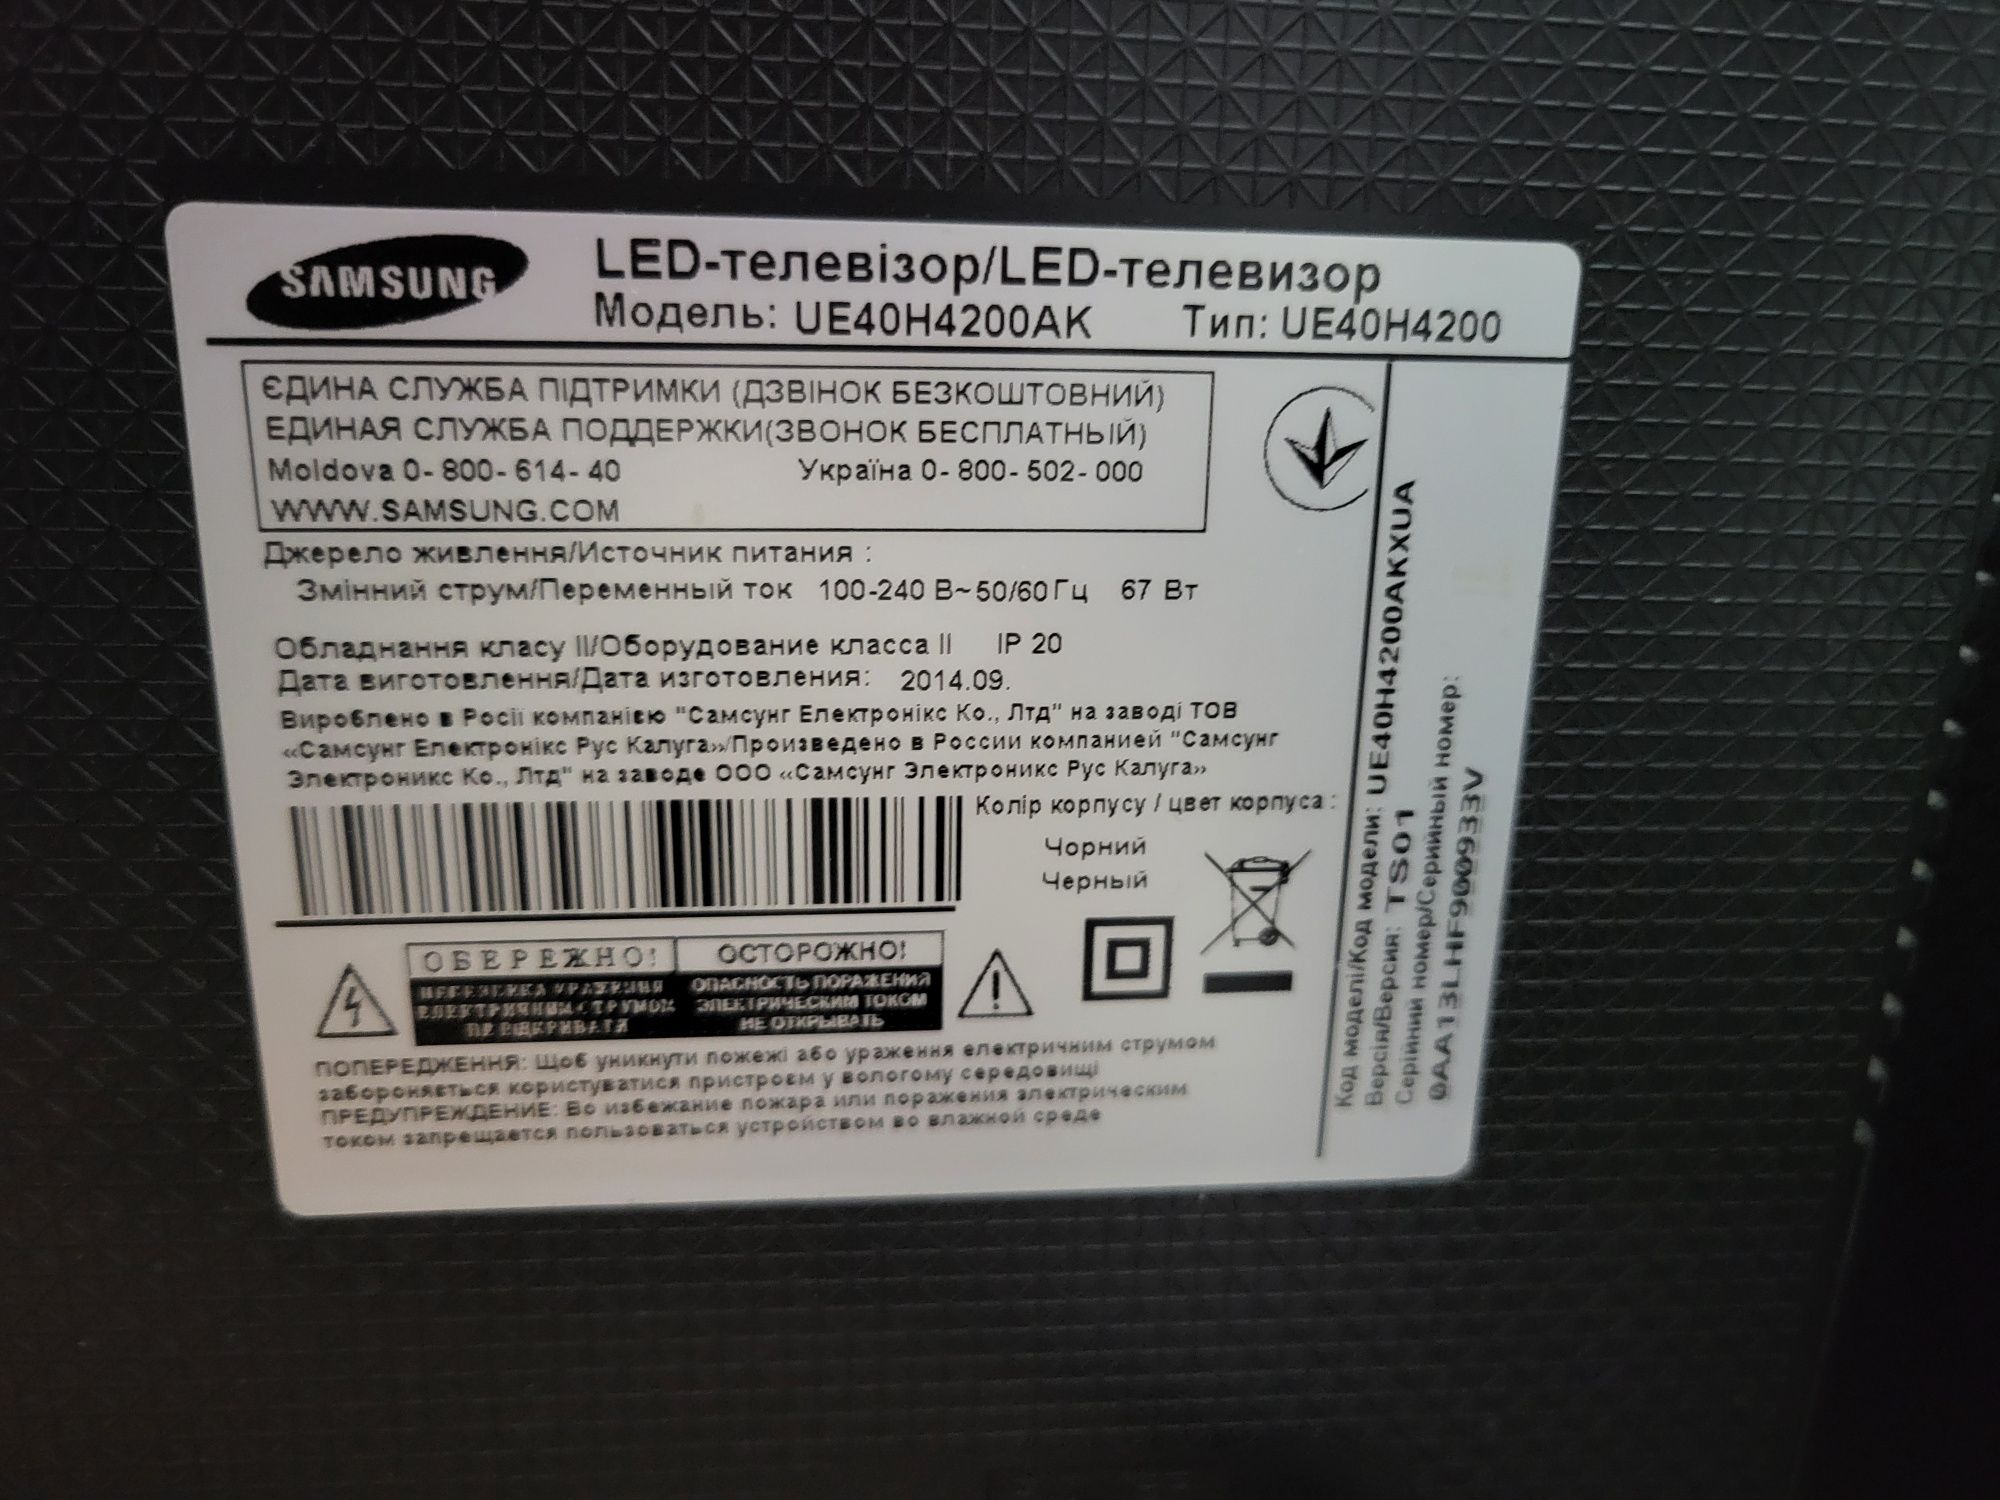 SAMSUNG
LED-телевізор/LED-телевизор
Модель: UE40H4200AK Тип: UE40H4200
ЄДИНА СЛУЖБА ПІДТРИМКИ (ДЗВІНОК БЕЗКОШТОВНИЙ)
ЕДИНАЯ СЛУЖБА ПОДДЕРЖКИ(ЗВОНОК БЕСПЛАТНЫЙ)
Moldova 0-800-614-40 Україна 0-800-502-000
WWW.SAMSUNG.COM
Джерело живлення/Источник питания :
Змінний струм/Переменный ток 100-240 В~50/60Гц 67 Вт
Обладнання класу II/Оборудование класса II IP 20
Дата виготовлення/Дата изготовления: 2014.09.
Вироблено в Росії компанією "Самсунг Електронікс Ко., Лтд" на заводі ТОВ
«Самсунг Електронікс Рус Калуга»/Произведено в России компанией "Самсунг
Электроникс Ко., Лтд" на заводе ООО «Самсунг Электроникс Рус Калуга»
Колір корпусу / цвет корпуса :
Чорний
Черный
ОБЕРЕЖНО! ОСТОРОЖНО!
НЕБЕЗПЕКА УРАЖЕННЯ ОПАСНОСТЬ ПОРАЖЕНИЯ
ЕЛЕКТРИЧНИМ СТРУМОМ ЭЛЕКТРИЧЕСКИМ ТОКОМ
НЕ ВІДКРИВАТИ НЕ ОТКРЫВАТЬ
ПОПЕРЕДЖЕННЯ: Щоб уникнути пожежі або ураження електричним струмом
забороняється користуватися пристроєм у вологому середовищі
ПРЕДУПРЕЖДЕНИЕ: Во избежание пожара или поражения электрическим
током запрещается пользоваться устройством во влажной среде
Код моделі/Код модели: UE40H4200AKXUA
Версія/Версия: TS01
Серійний номер/Серийный номер:
0AA13LHF900933V